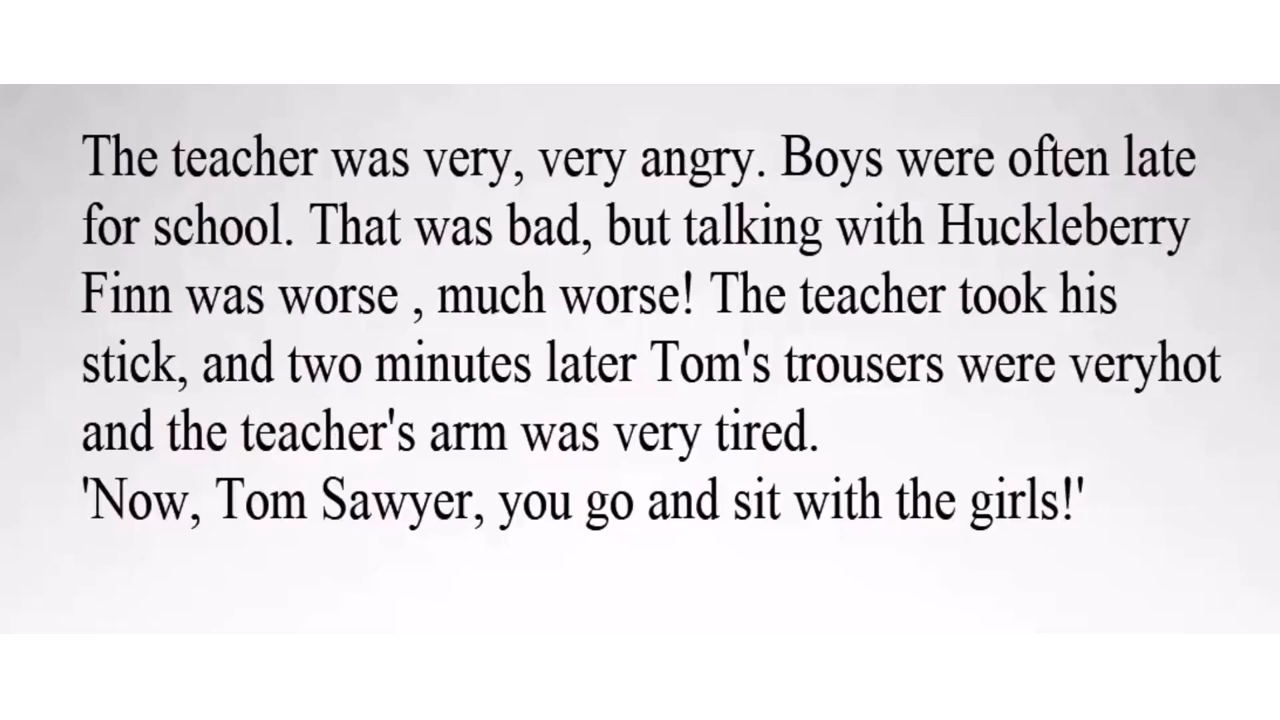 The teacher was very, very angry. Boys were often late
for school. That was bad, but talking with Huckleberry
Finn was worse , much worse! The teacher took his
stick, and two minutes later Tom's trousers were veryhot
and the teacher's arm was very tired.
'Now, Tom Sawyer, you go and sit with the girls!'